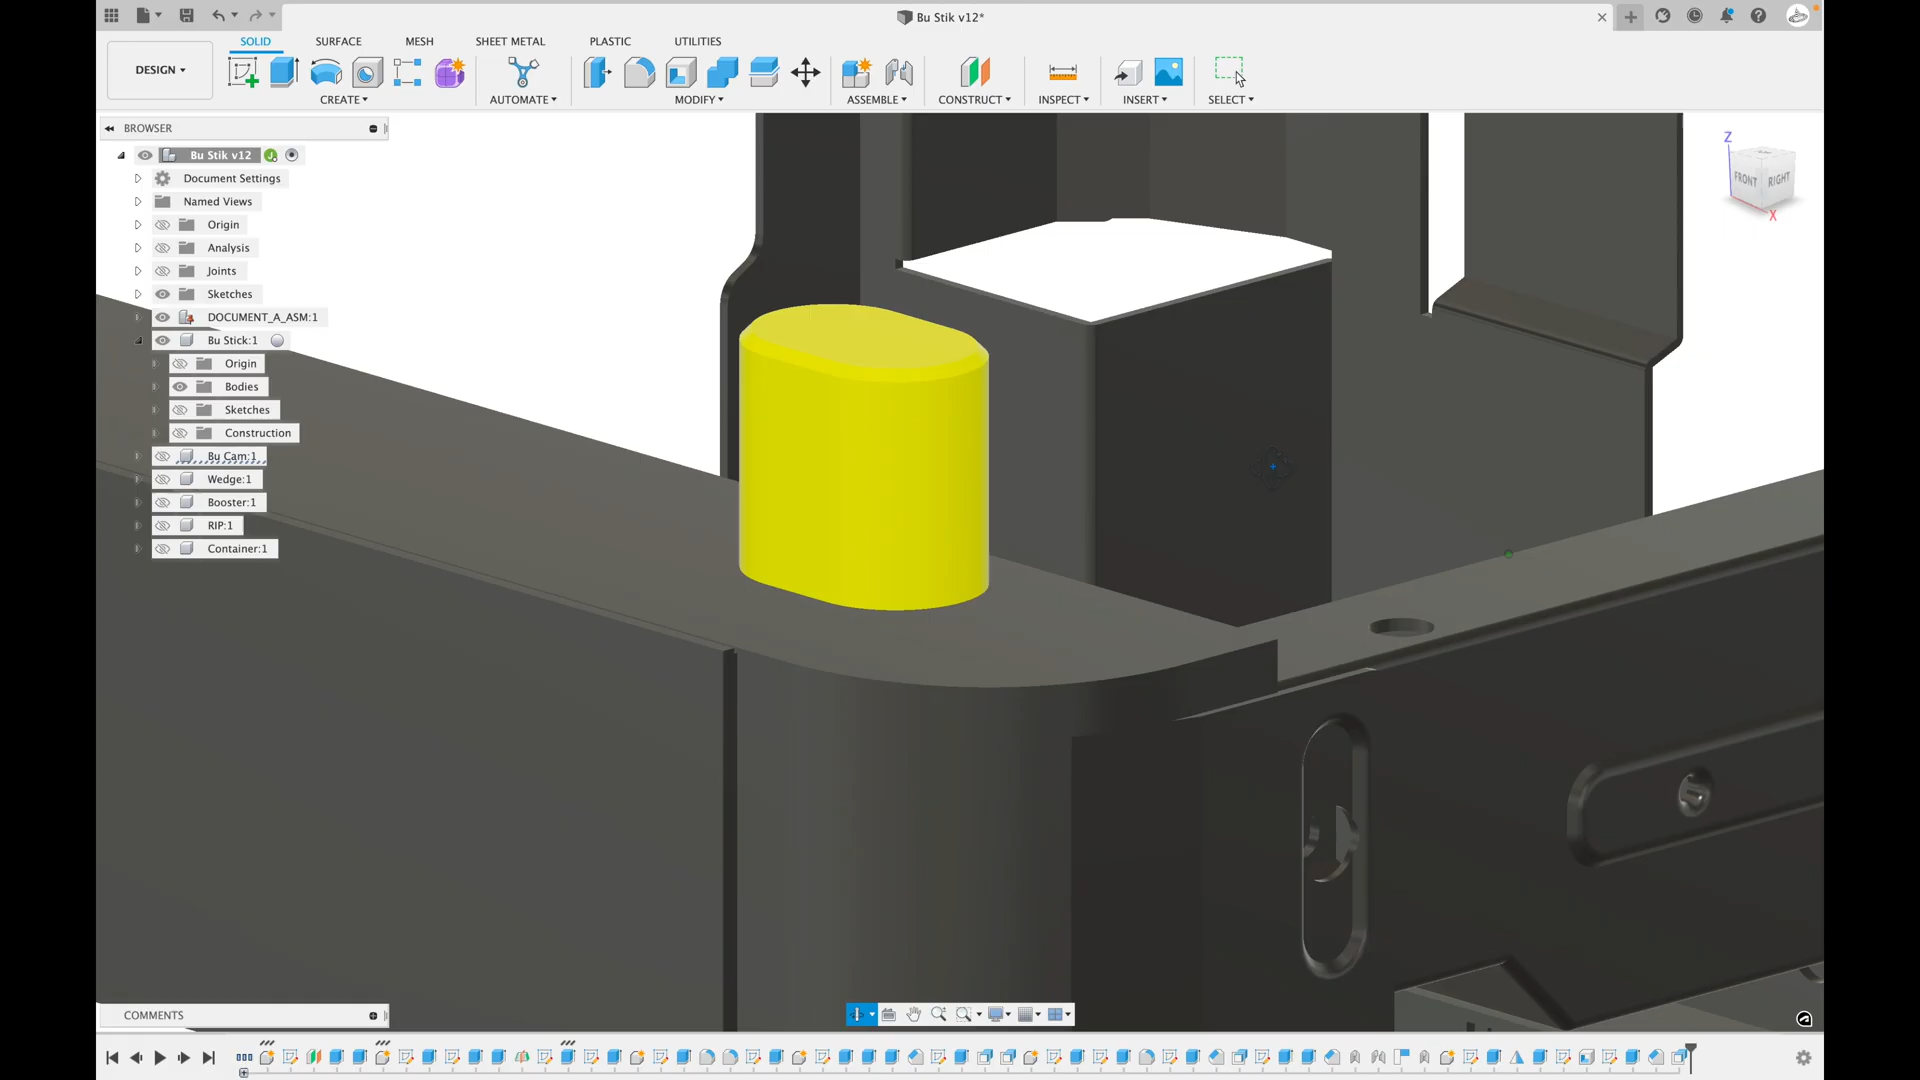 Bu Stik v12*
SOLID SURFACE MESH SHEET METAL PLASTIC UTILITIES
DESIGN
CREATE AUTOMATE MODIFY ASSEMBLE CONSTRUCT INSPECT INSERT SELECT
BROWSER
Bu Stik v12
Document Settings
Named Views
Origin
Analysis
Joints
Sketches
DOCUMENT_A_ASM:1
Bu Stick:1
Origin
Bodies
Sketches
Construction
Bu Cam:1
Wedge:1
Booster:1
RIP:1
Container:1
Z
FRONT RIGHT
X
COMMENTS